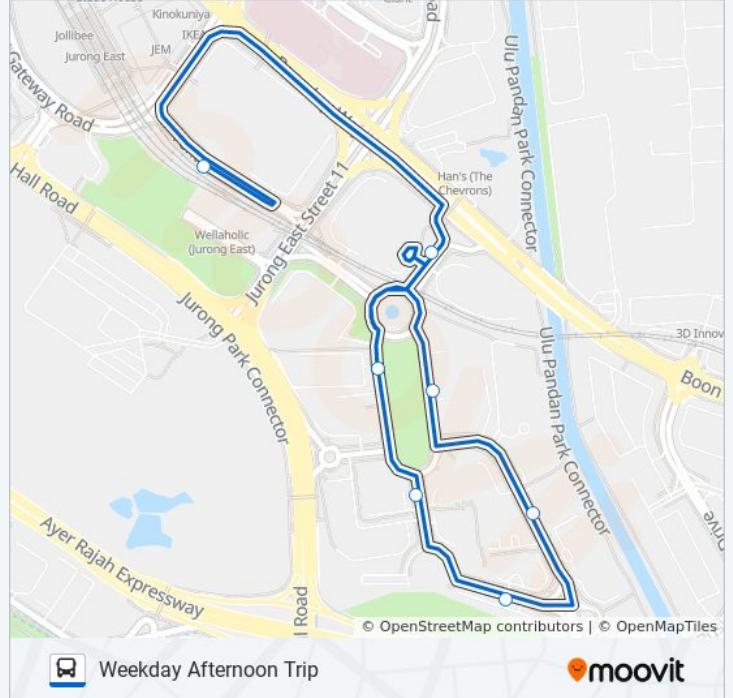 Kinokuniya
Jollibee
IKEA
JEM
Jurong East
Gateway Road
Road
Hall Road
Han's (The
Chevrons)
Ulu Pandan Park Connector
Wellaholic
(Jurong East)
Jurong East Street 11
Jurong Park Connector
3D Innov
Boon
Ulu Pandan Park Connector
Drive
Ayer Rajah Expressway
l Road
© OpenStreetMap contributors | © OpenMapTiles
Weekday Afternoon Trip
moovit